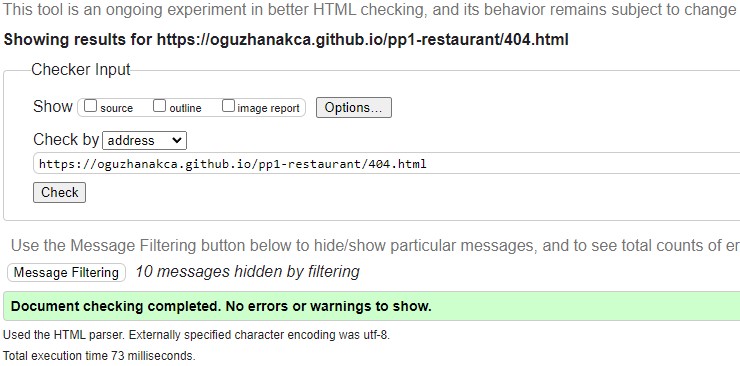 This tool is an ongoing experiment in better HTML checking, and its behavior remains subject to change
Showing results for https://oguzhanakca.github.io/pp1-restaurant/404.html
Checker Input
Show source outline image report Options...
Check by address
https://oguzhanakca.github.io/pp1-restaurant/404.html
Check
Use the Message Filtering button below to hide/show particular messages, and to see total counts of
Message Filtering 10 messages hidden by filtering
Document checking completed. No errors or warnings to show.
Used the HTML parser. Externally specified character encoding was utf-8.
Total execution time 73 milliseconds.